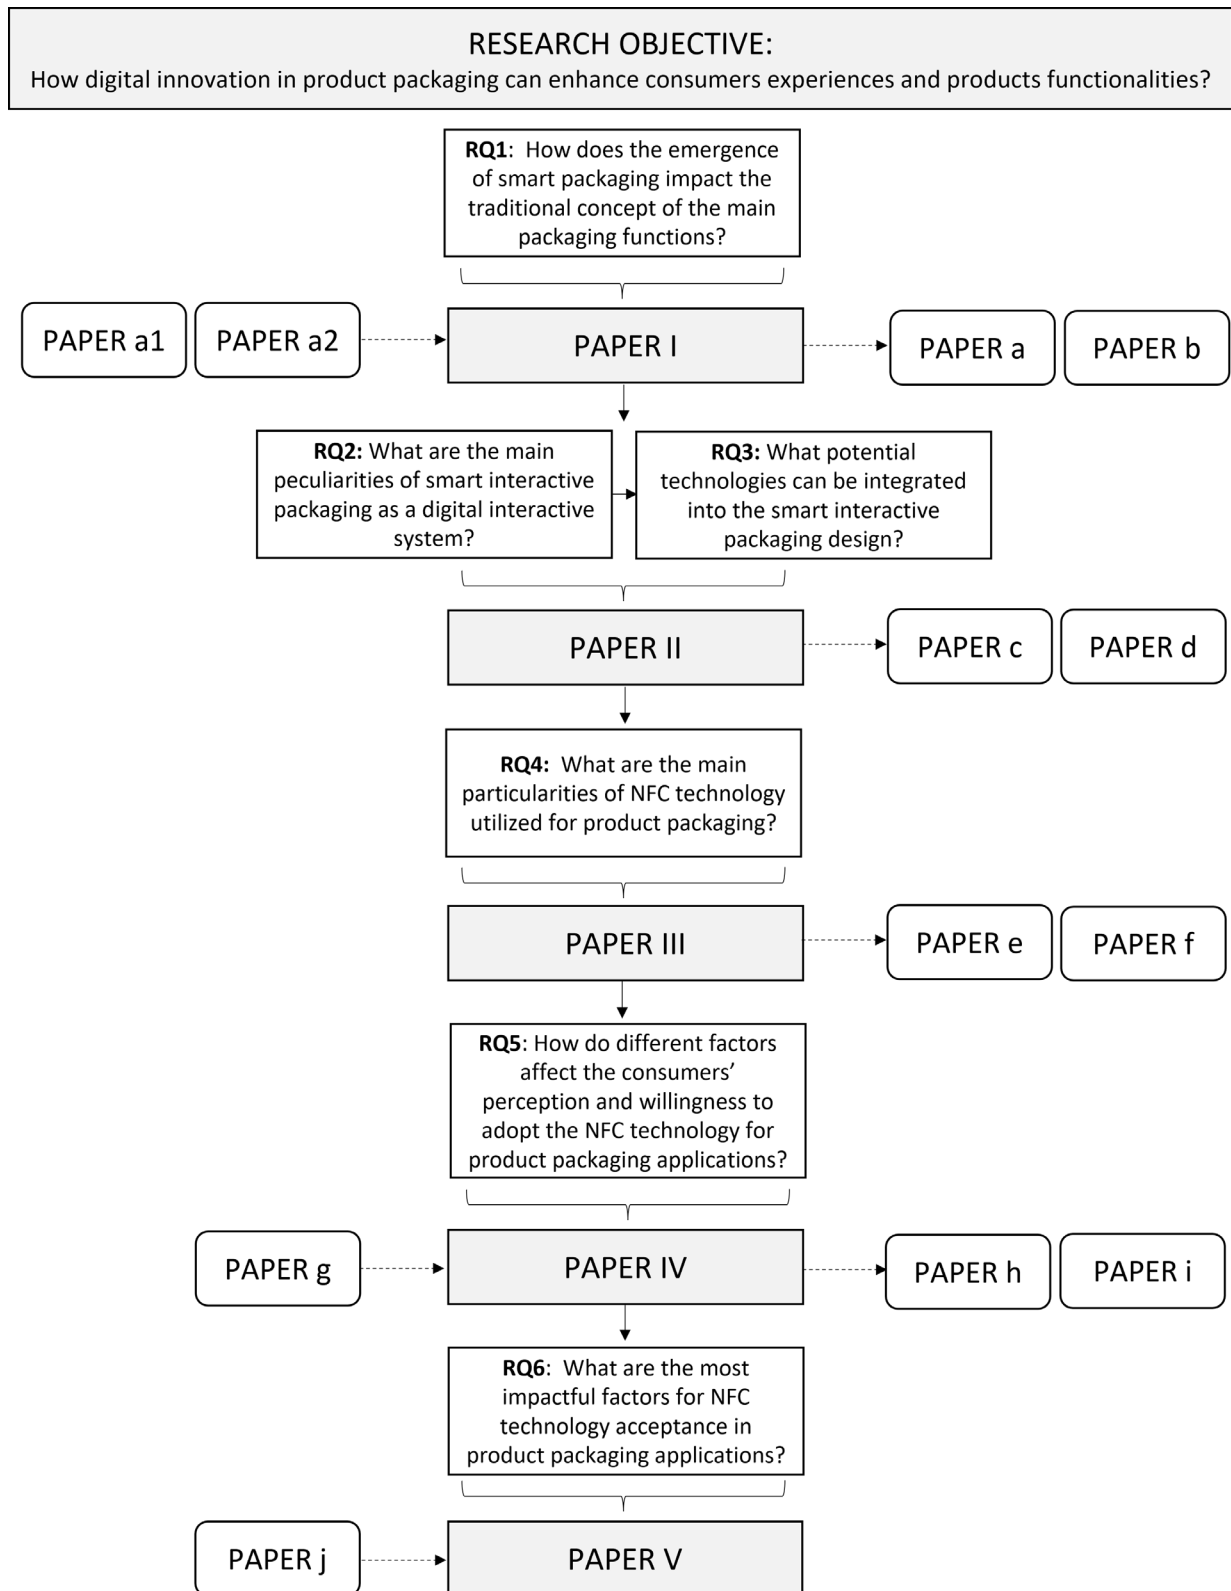 RESEARCH OBJECTIVE:
How digital innovation in product packaging can enhance consumers experiences and products functionalities?
RQ1: How does the emergence
of smart packaging impact the
traditional concept of the main
packaging functions?
PAPER a1
PAPER a2
PAPER I
PAPER a
PAPER b
RQ2: What are the main
peculiarities of smart interactive
packaging as a digital interactive
system?
RQ3: What potential
technologies can be integrated
into the smart interactive
packaging design?
PAPER II
PAPER c
PAPER d
RQ4: What are the main
particularities of NFC technology
utilized for product packaging?
PAPER III
PAPER e
PAPER f
RQ5: How do different factors
affect the consumers’
perception and willingness to
adopt the NFC technology for
product packaging applications?
PAPER g
PAPER IV
PAPER h
PAPER i
RQ6: What are the most
impactful factors for NFC
technology acceptance in
product packaging applications?
PAPER j
PAPER V